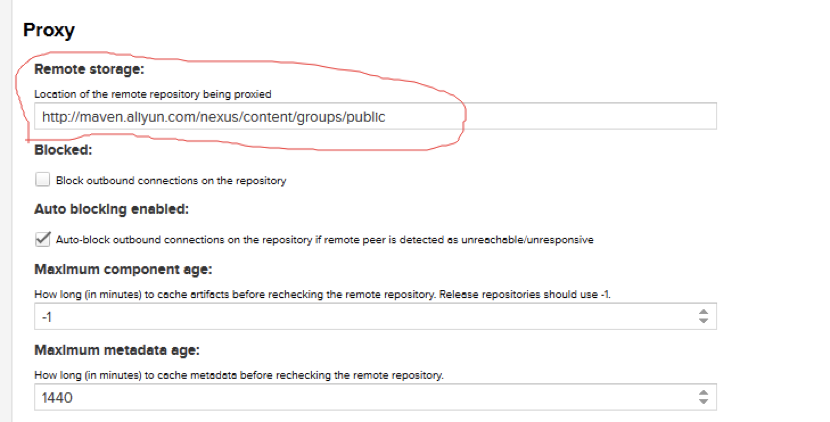 Proxy
Remote storage:
Location of the remote repository being proxied
http://maven.aliyun.com/nexus/content/groups/public
Blocked:
Block outbound connections on the repository
Auto blocking enabled:
Auto-block outbound connections on the repository if remote peer is detected as unreachable/unresponsive
Maximum component age:
How long (in minutes) to cache artifacts before rechecking the remote repository. Release repositories should use -1.
-1
Maximum metadata age:
How long (in minutes) to cache metadata before rechecking the remote repository.
1440